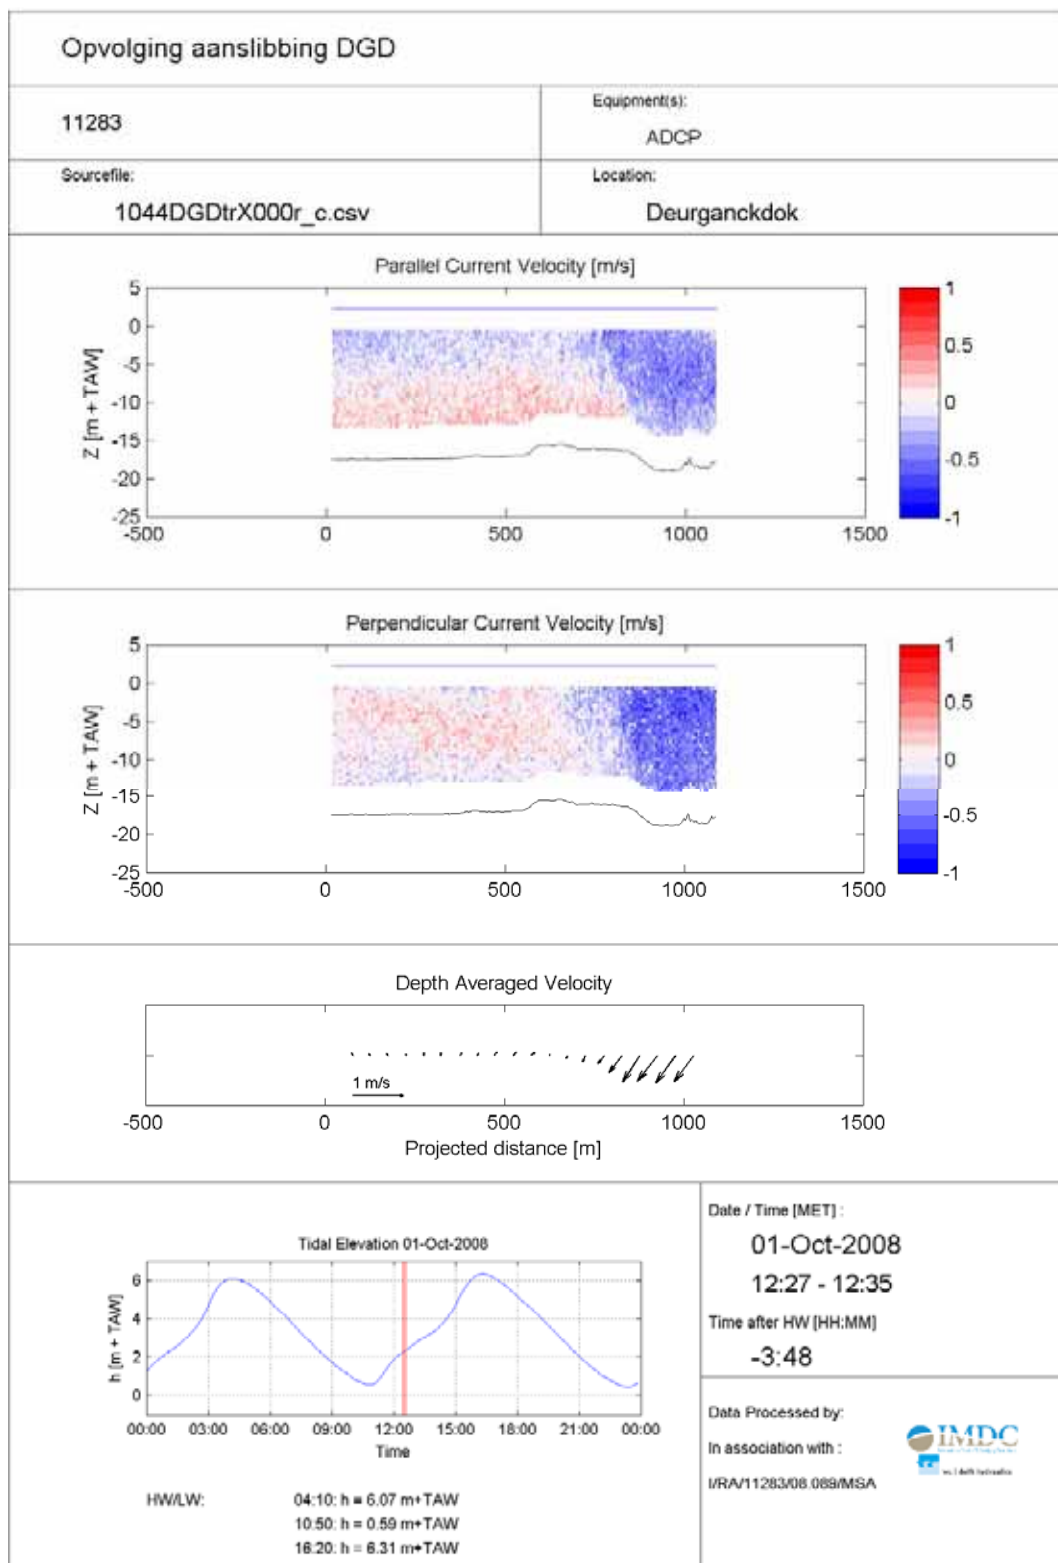 Opvolging aanslibbing DGD
11283
Equipment(s):
ADCP
Sourcefile:
1044DGDtrX000r_c.csv
Location:
Deurganckdok
Parallel Current Velocity [m/s]
Z [m + TAW]
5
0
-5
-10
-15
-20
-25
-500
0
500
1000
1500
1
0.5
0
-0.5
-1
Perpendicular Current Velocity [m/s]
Z [m + TAW]
5
0
-5
-10
-15
-20
-25
-500
0
500
1000
1500
1
0.5
0
-0.5
-1
Depth Averaged Velocity
1 m/s
-500
0
500
1000
1500
Projected distance [m]
Tidal Elevation 01-Oct-2008
h [m + TAW]
6
4
2
0
00:00
03:00
06:00
09:00
12:00
15:00
18:00
21:00
00:00
Time
HW/LW:
04:10: h = 6.07 m+TAW
10:50: h = 0.59 m+TAW
16:20: h = 6.31 m+TAW
Date / Time [MET] :
01-Oct-2008
12:27 - 12:35
Time after HW [HH:MM]
-3:48
Data Processed by:
IMDC
In association with :
wl | delft hydraulics
I/RA/11283/08.089/MSA